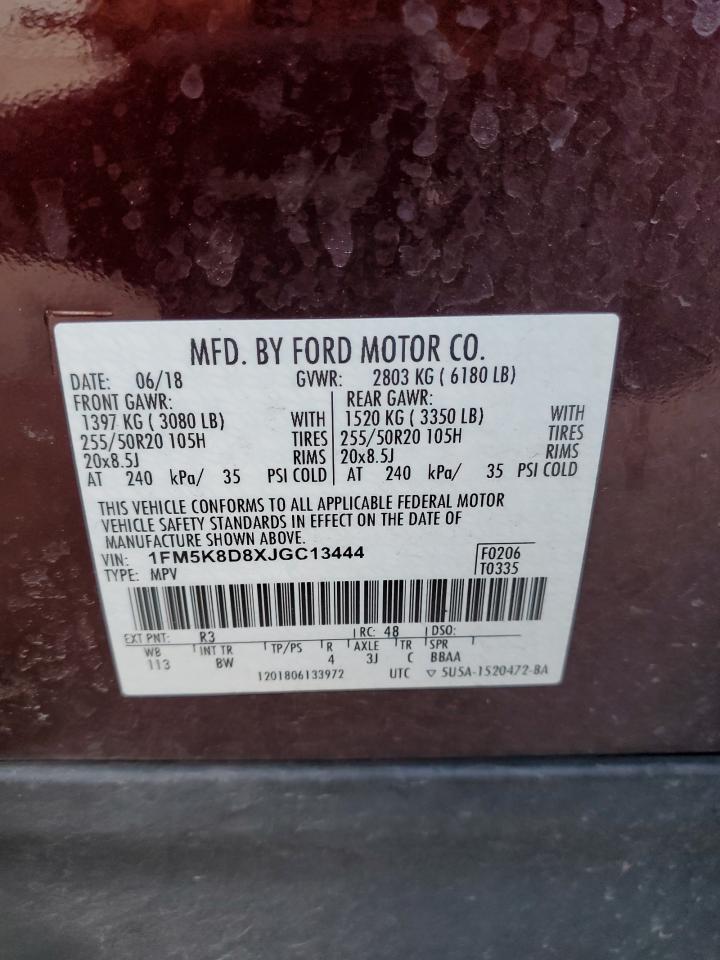 MFD. BY FORD MOTOR CO.
DATE: 06/18 GVWR: 2803 KG ( 6180 LB)
FRONT GAWR: REAR GAWR:
1397 KG ( 3080 LB) WITH 1520 KG ( 3350 LB) WITH
255/50R20 105H TIRES 255/50R20 105H TIRES
20x8.5J RIMS 20x8.5J RIMS
AT 240 kPa/ 35 PSI COLD AT 240 kPa/ 35 PSI COLD
THIS VEHICLE CONFORMS TO ALL APPLICABLE FEDERAL MOTOR
VEHICLE SAFETY STANDARDS IN EFFECT ON THE DATE OF
MANUFACTURE SHOWN ABOVE.
VIN: 1FM5K8D8XJGC13444 F0206
TYPE: MPV T0335
EXT PNT: R3 RC: 48 DSO:
WB INT TR TP/PS R AXLE TR SPR
113 BW 4 3J C BBAA
1201806133972 UTC ▽ 5U5A-1520472-BA